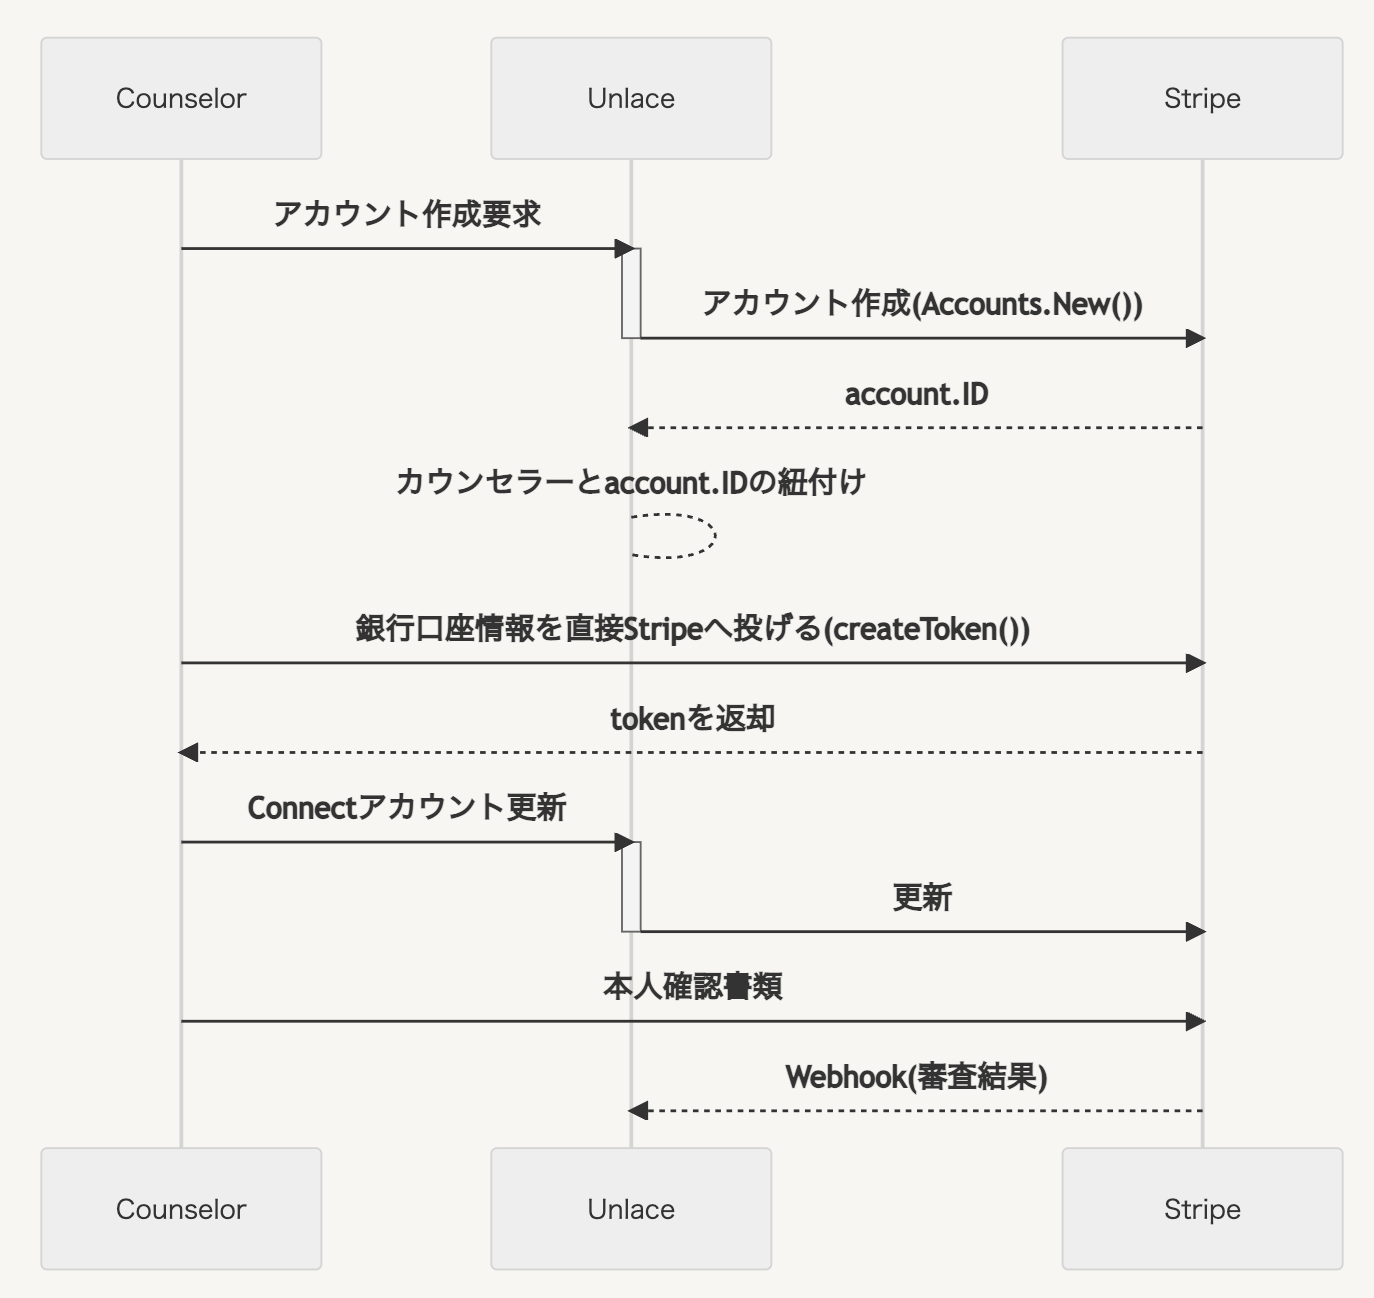 Counselor
Unlace
Stripe
アカウント作成要求
アカウント作成(Accounts.New())
account.ID
カウンセラーとaccount.IDの紐付け
銀行口座情報を直接Stripeへ投げる(createToken())
tokenを返却
Connectアカウント更新
更新
本人確認書類
Webhook(審査結果)
Counselor
Unlace
Stripe